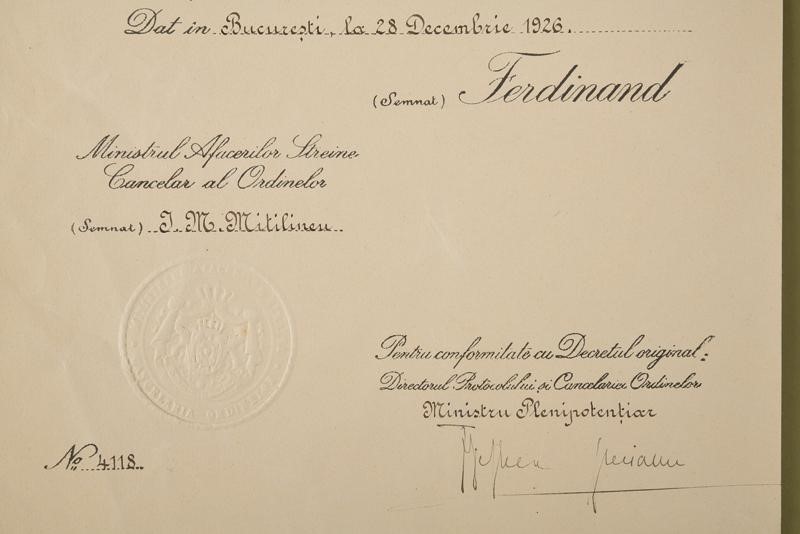 Dat in București, la 28 Decembrie 1926.
(Semnat) Ferdinand
Ministrul Afacerilor Streine
Cancelar al Ordinelor
(Semnat) I. M. Mitilineu
Pentru conformitate cu Decretul original:
Directorul Protocolului și Cancelariei Ordinelor
Ministru Plenipotențiar
No. 4118